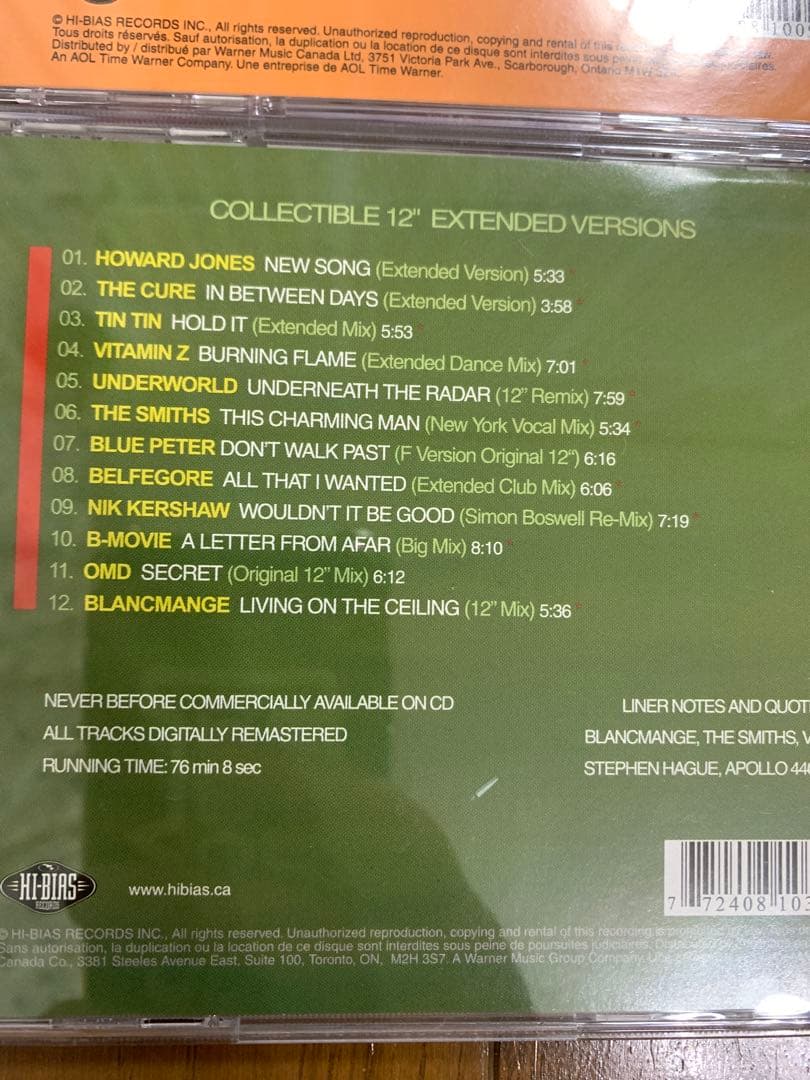 © HI-BIAS RECORDS INC., All rights reserved. Unauthorized reproduction, copying and rental of this
Tous droits réservés. Sauf autorisation, la duplication ou la location de ce disque sont interdites sous peine
Distributed by / distribué par Warner Music Canada Ltd, 3751 Victoria Park Ave., Scarborough, Ontario M1W
An AOL Time Warner Company. Une entreprise de AOL Time Warner.
COLLECTIBLE 12" EXTENDED VERSIONS
01. HOWARD JONES NEW SONG (Extended Version) 5:33 *
02. THE CURE IN BETWEEN DAYS (Extended Version) 3:58 *
03. TIN TIN HOLD IT (Extended Mix) 5:53 *
04. VITAMIN Z BURNING FLAME (Extended Dance Mix) 7:01 *
05. UNDERWORLD UNDERNEATH THE RADAR (12" Remix) 7:59 *
06. THE SMITHS THIS CHARMING MAN (New York Vocal Mix) 5:34 *
07. BLUE PETER DON'T WALK PAST (F Version Original 12") 6:16
08. BELFEGORE ALL THAT I WANTED (Extended Club Mix) 6:06 *
09. NIK KERSHAW WOULDN'T IT BE GOOD (Simon Boswell Re-Mix) 7:19 *
10. B-MOVIE A LETTER FROM AFAR (Big Mix) 8:10 *
11. OMD SECRET (Original 12" Mix) 6:12
12. BLANCMANGE LIVING ON THE CEILING (12" Mix) 5:36 *
NEVER BEFORE COMMERCIALLY AVAILABLE ON CD
ALL TRACKS DIGITALLY REMASTERED
RUNNING TIME: 76 min 8 sec
LINER NOTES AND QUOT
BLANCMANGE, THE SMITHS, V
STEPHEN HAGUE, APOLLO 44
HI-BIAS
RECORDS
www.hibias.ca
7 72408 103
© HI-BIAS RECORDS INC., All rights reserved. Unauthorized reproduction, copying and rental of this recording is
Sans autorisation, la duplication ou la location de ce disque sont interdites sous peine de poursuites judiciaires.
Canada Co., 3381 Steeles Avenue East, Suite 100, Toronto, ON, M2H 3S7. A Warner Music Group Company.